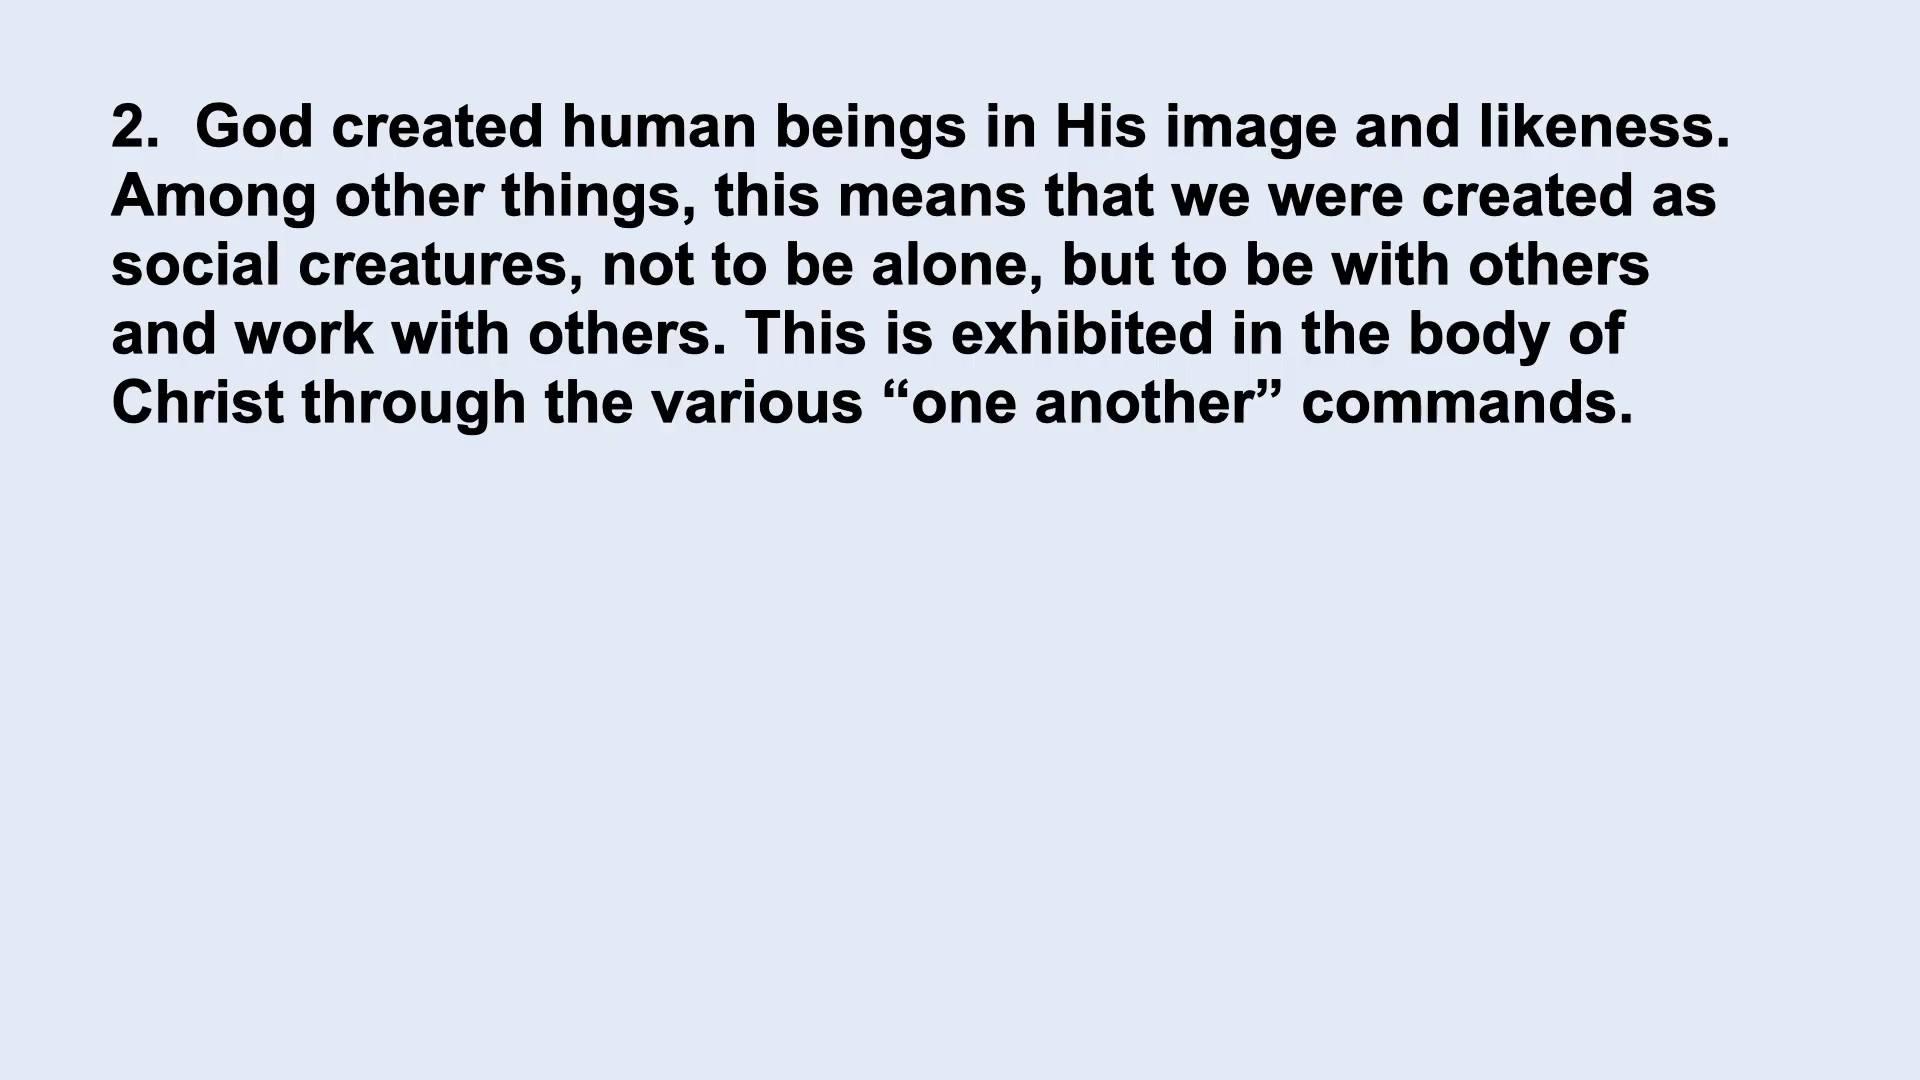 2.  God created human beings in His image and likeness.
Among other things, this means that we were created as
social creatures, not to be alone, but to be with others
and work with others. This is exhibited in the body of
Christ through the various “one another” commands.